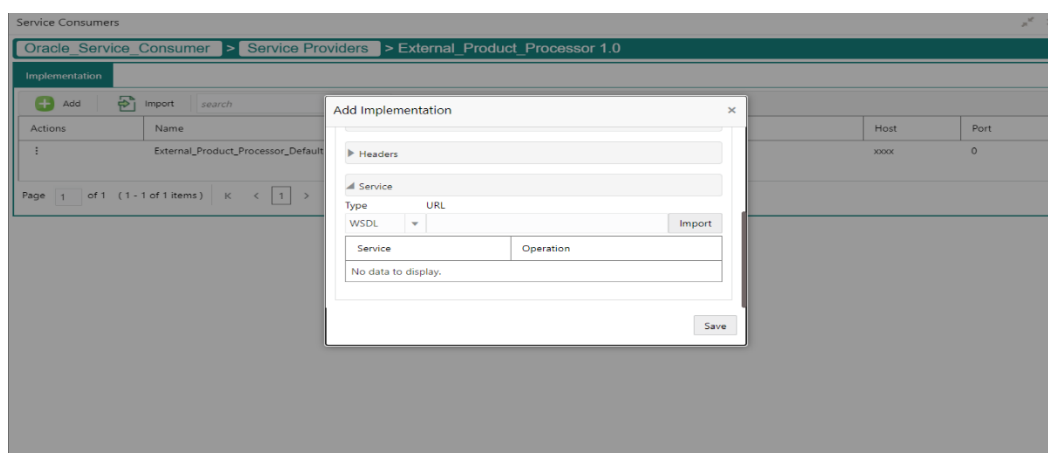 Service Consumers
Oracle_Service_Consumer > Service Providers > External_Product_Processor 1.0
Implementation
Add Import search
Actions Name Host Port
External_Product_Processor_Default xxxx 0
Page 1 of 1 (1 - 1 of 1 items) K < 1 >
Add Implementation ×
Headers
Service
Type URL
WSDL Import
Service Operation
No data to display.
Save